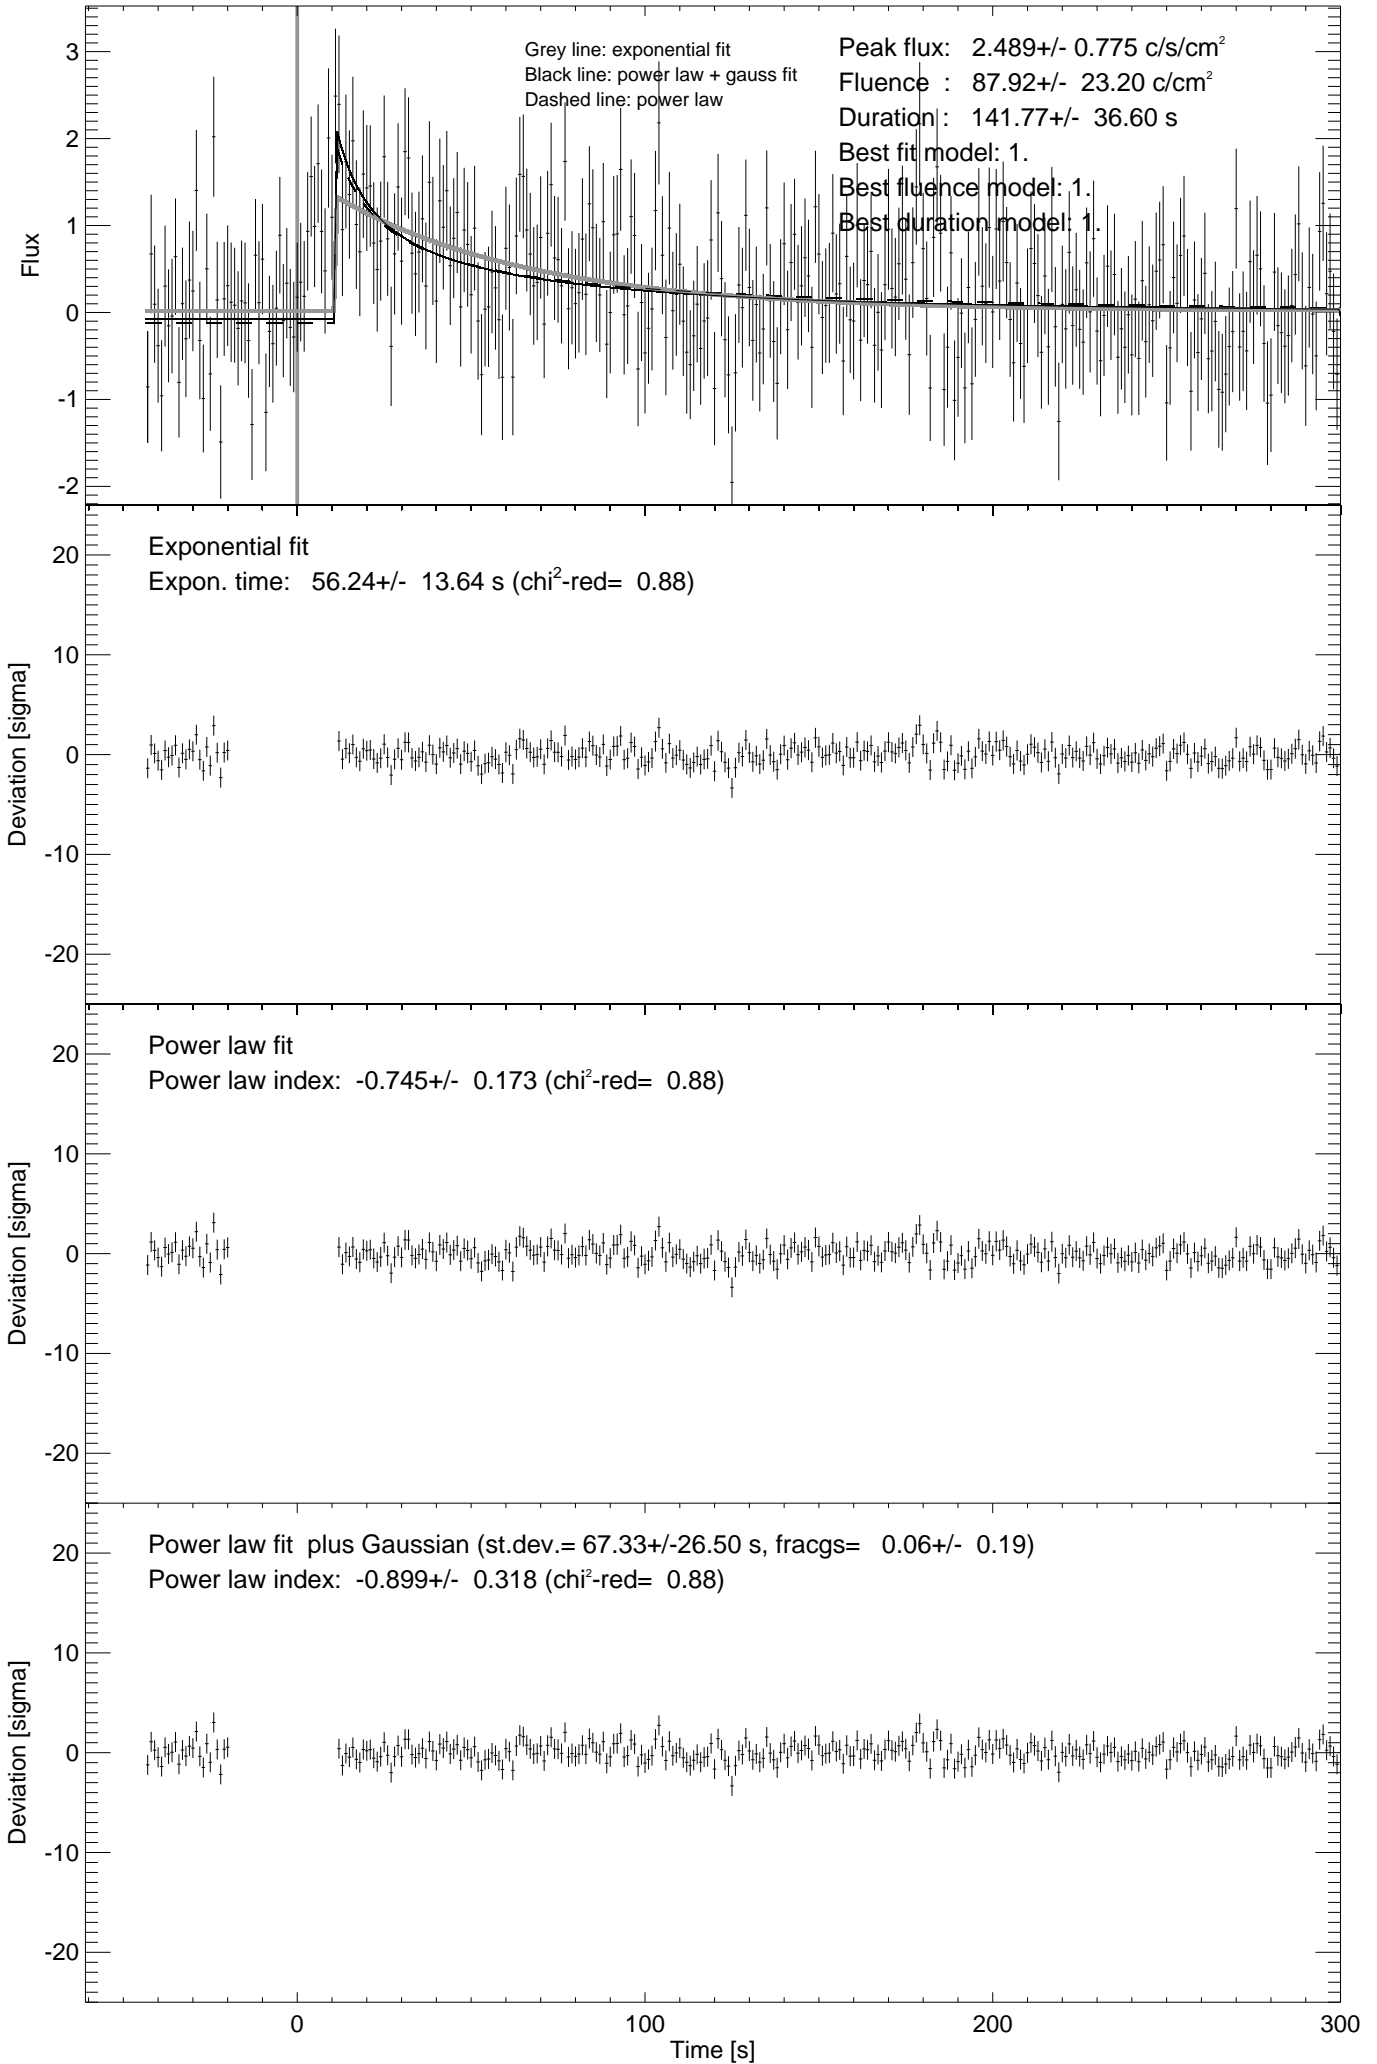 Grey line: exponential fit
Black line: power law + gauss fit
Dashed line: power law
Peak flux: 2.489+/- 0.775 c/s/cm²
Fluence : 87.92+/- 23.20 c/cm²
Duration : 141.77+/- 36.60 s
Best fit model: 1.
Best fluence model: 1.
Best duration model: 1.
3
2
1
0
-1
-2
Flux
Exponential fit
Expon. time: 56.24+/- 13.64 s (chi²-red= 0.88)
20
10
0
-10
-20
Deviation [sigma]
Power law fit
Power law index: -0.745+/- 0.173 (chi²-red= 0.88)
20
10
0
-10
-20
Deviation [sigma]
Power law fit plus Gaussian (st.dev.= 67.33+/-26.50 s, fracgs= 0.06+/- 0.19)
Power law index: -0.899+/- 0.318 (chi²-red= 0.88)
20
10
0
-10
-20
Deviation [sigma]
0 100 200 300
Time [s]